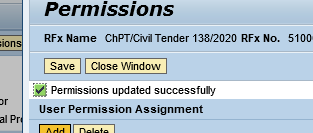 Permissions
RFx Name ChPT/Civil Tender 138/2020 RFx No. 5100
Save Close Window
Permissions updated successfully
User Permission Assignment
Add Delete